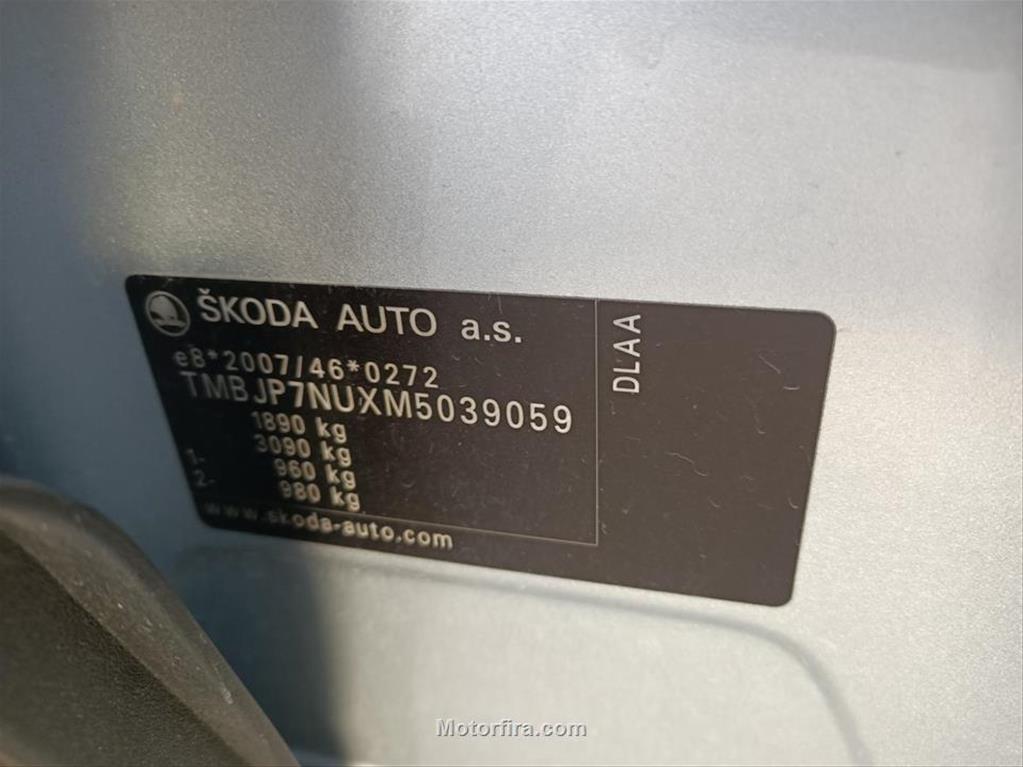 ŠKODA AUTO a.s.
e8*2007/46*0272
TMBJP7NUXM5039059
1890 kg
3090 kg
1- 960 kg
2- 980 kg
www.skoda-auto.com
DLAA
Motorfira.com